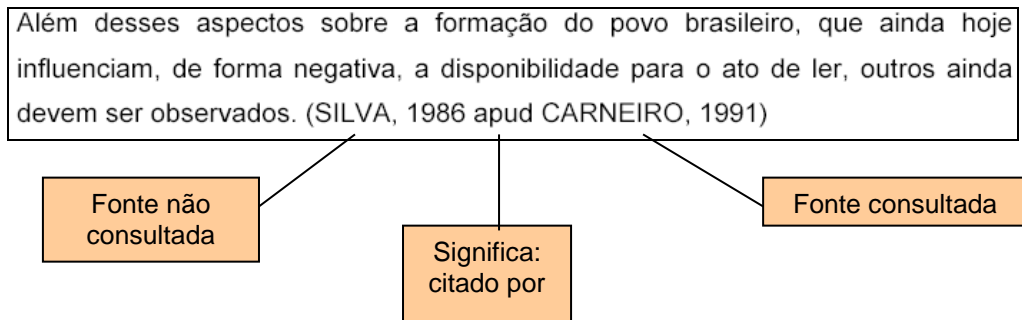 Além desses aspectos sobre a formação do povo brasileiro, que ainda hoje
influenciam, de forma negativa, a disponibilidade para o ato de ler, outros ainda
devem ser observados. (SILVA, 1986 apud CARNEIRO, 1991)
Fonte não
consultada
Significa:
citado por
Fonte consultada